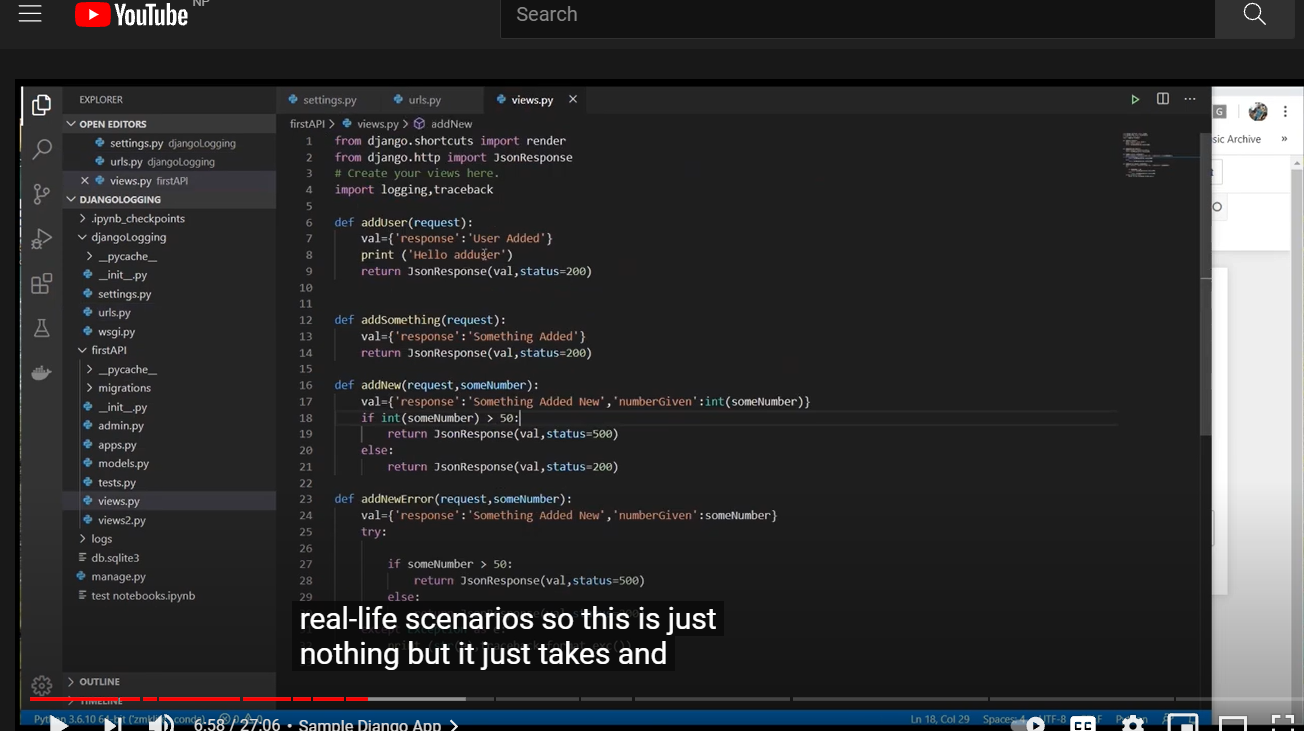 YouTube NP
Search
EXPLORER
settings.py
urls.py
views.py
OPEN EDITORS
settings.py djangoLogging
urls.py djangoLogging
views.py firstAPI
DJANGOLOGGING
.ipynb_checkpoints
djangoLogging
__pycache__
__init__.py
settings.py
urls.py
wsgi.py
firstAPI
__pycache__
migrations
__init__.py
admin.py
apps.py
models.py
tests.py
views.py
views2.py
logs
db.sqlite3
manage.py
test notebooks.ipynb
OUTLINE
TIMELINE
firstAPI > views.py > addNew
1 from django.shortcuts import render
2 from django.http import JsonResponse
3 # Create your views here.
4 import logging,traceback
5
6 def addUser(request):
7 val={'response':'User Added'}
8 print ('Hello adduser')
9 return JsonResponse(val,status=200)
10
11
12 def addSomething(request):
13 val={'response':'Something Added'}
14 return JsonResponse(val,status=200)
15
16 def addNew(request,someNumber):
17 val={'response':'Something Added New','numberGiven':int(someNumber)}
18 if int(someNumber) > 50:
19 return JsonResponse(val,status=500)
20 else:
21 return JsonResponse(val,status=200)
22
23 def addNewError(request,someNumber):
24 val={'response':'Something Added New','numberGiven':someNumber}
25 try:
26
27 if someNumber > 50:
28 return JsonResponse(val,status=500)
29 else:
real-life scenarios so this is just
nothing but it just takes and
G
sic Archive »
Python 3.6.10 64-bit
Ln 18, Col 29
6:58 / 27:06 • Sample Django App >
CC